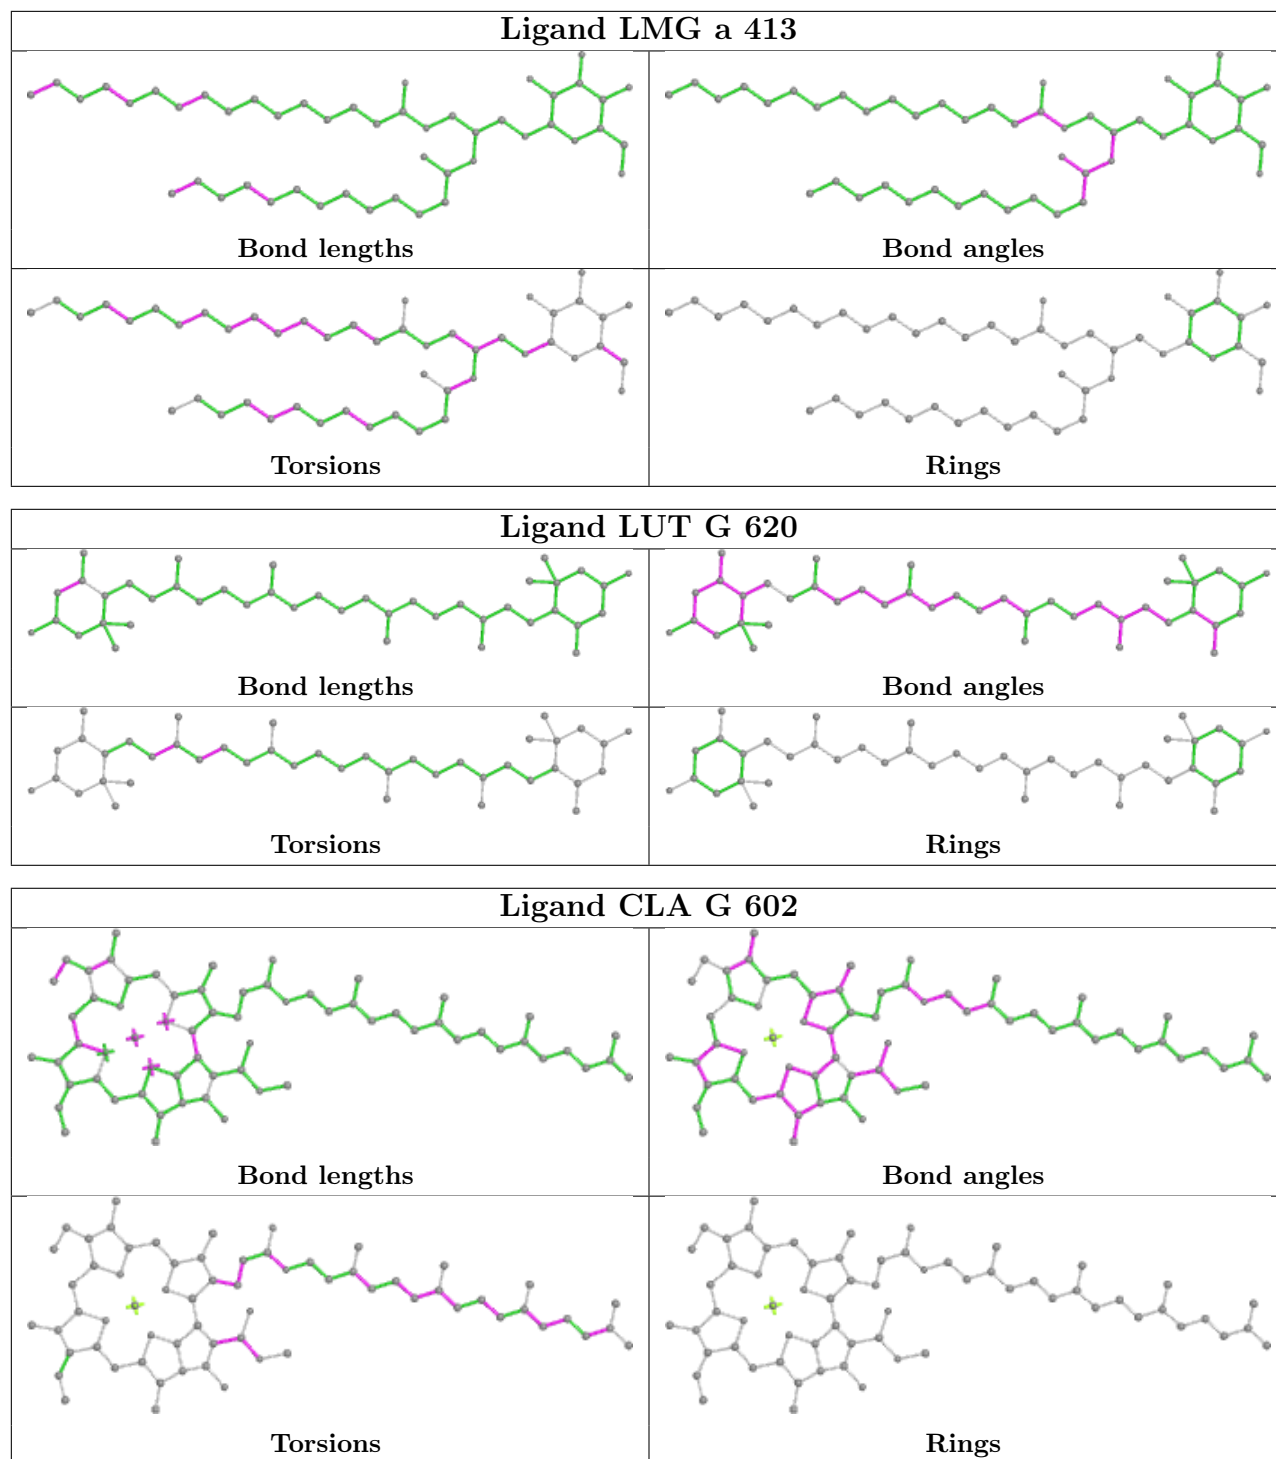 Ligand LMG a 413
Bond lengths
Bond angles
Torsions
Rings
Ligand LUT G 620
Bond lengths
Bond angles
Torsions
Rings
Ligand CLA G 602
Bond lengths
Bond angles
Torsions
Rings